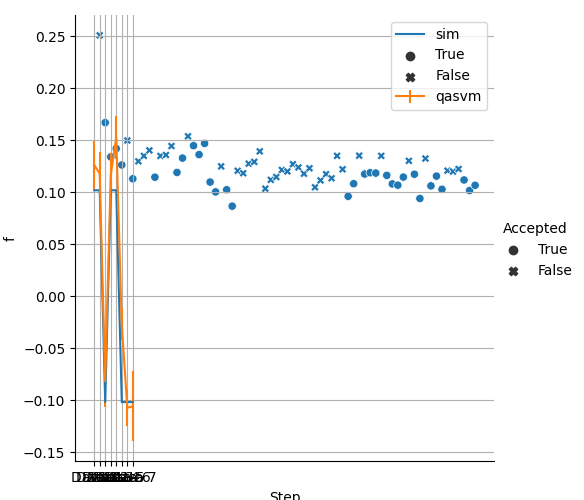 0.25
0.20
0.15
0.10
0.05
0.00
−0.05
−0.10
−0.15
f
sim
True
False
qasvm
Accepted
True
False
Step